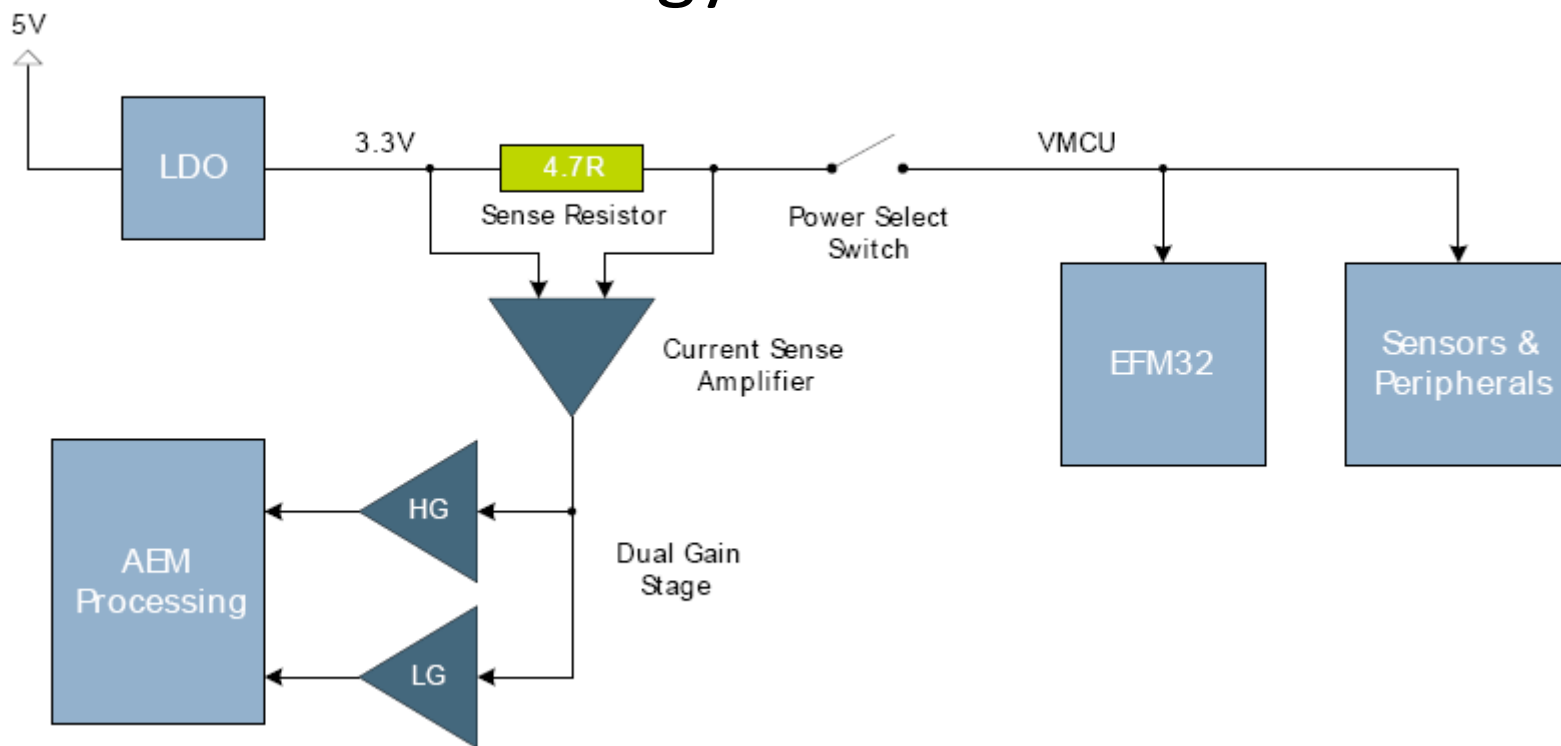 5V
LDO
3.3V
4.7R
Sense Resistor
Power Select
Switch
VMCU
Current Sense
Amplifier
EFM32
Sensors &
Peripherals
HG
AEM
Processing
Dual Gain
Stage
LG